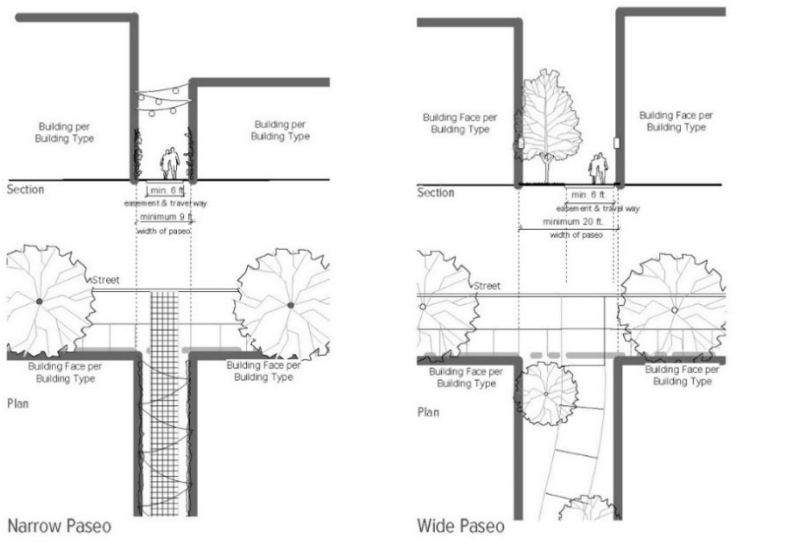 Building per
Building Type
Building per
Building Type
Section
min. 6 ft.
easement & travel way
minimum 9 ft.
width of paseo
Street
Building Face per
Building Type
Building Face per
Building Type
Plan
Narrow Paseo
Building Face per
Building Type
Building Face per
Building Type
Section
min. 6 ft.
easement & travel way
minimum 20 ft.
width of paseo
Street
Building Face per
Building Type
Building Face per
Building Type
Plan
Wide Paseo